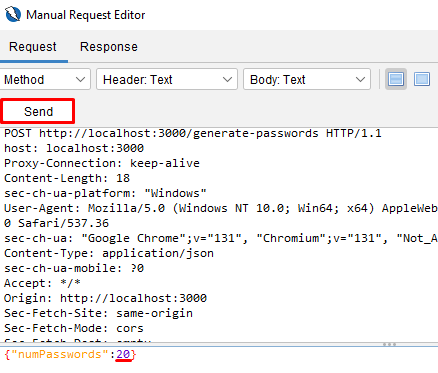 Manual Request Editor
Request Response
Method Header: Text Body: Text
Send
POST http://localhost:3000/generate-passwords HTTP/1.1
host: localhost:3000
Proxy-Connection: keep-alive
Content-Length: 18
sec-ch-ua-platform: "Windows"
User-Agent: Mozilla/5.0 (Windows NT 10.0; Win64; x64) AppleWeb
0 Safari/537.36
sec-ch-ua: "Google Chrome";v="131", "Chromium";v="131", "Not_A
Content-Type: application/json
sec-ch-ua-mobile: ?0
Accept: */*
Origin: http://localhost:3000
Sec-Fetch-Site: same-origin
Sec-Fetch-Mode: cors
Sec-Fetch-Dest: empty
{"numPasswords":20}